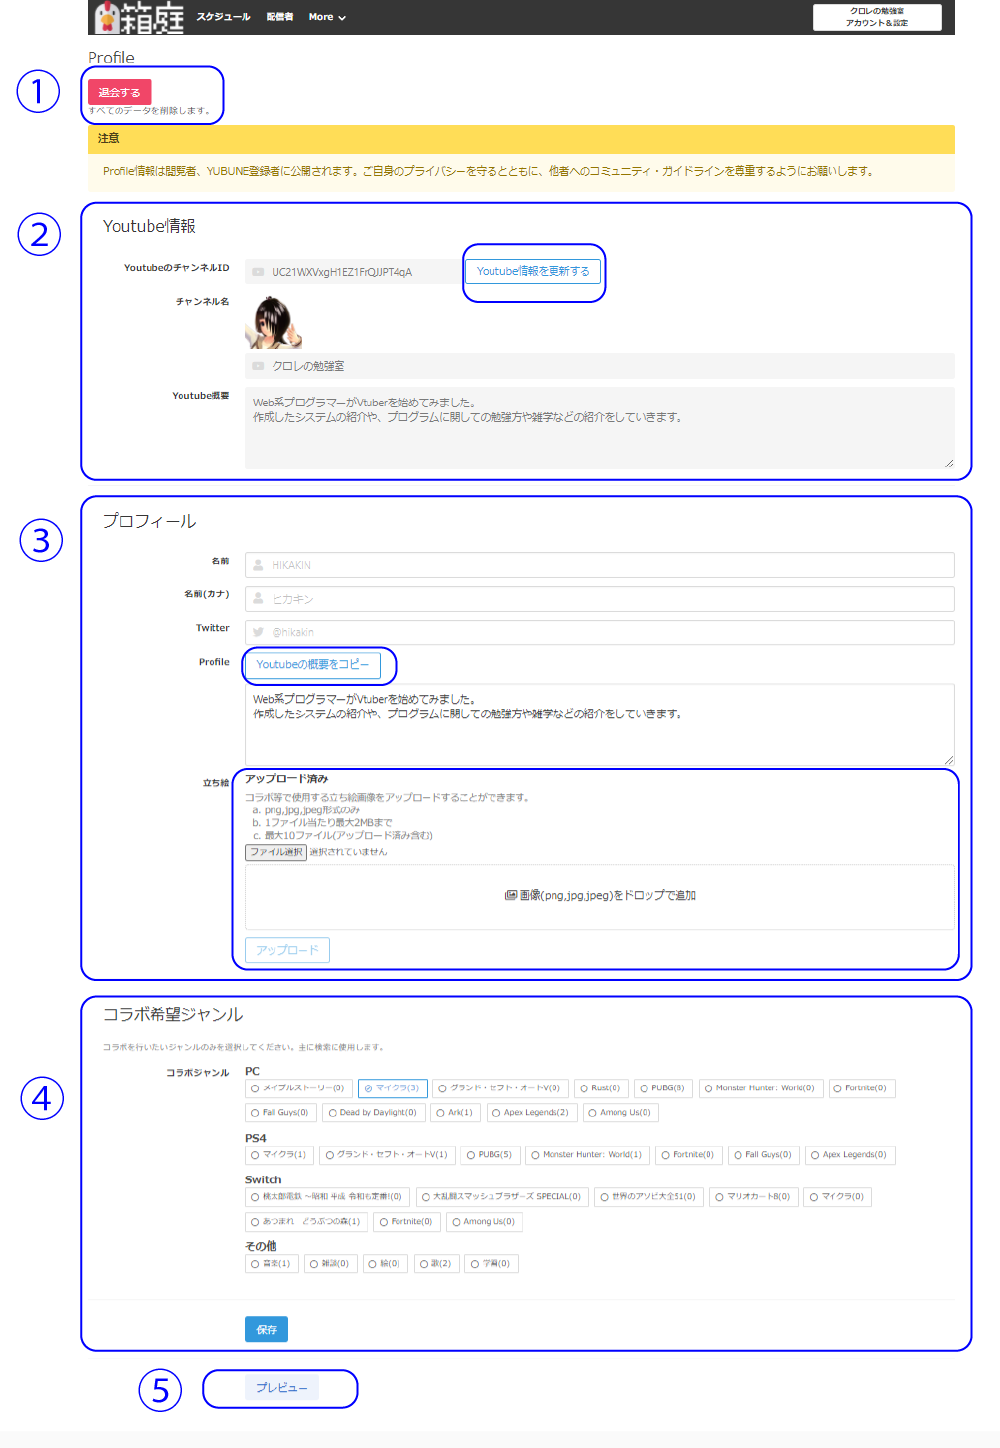 箱庭 スケジュール 配信者 More クロレの勉強室
アカウント＆設定
Profile
① 退会する
すべてのデータを削除します。
注意
Profile情報は閲覧者、YUBUNE登録者に公開されます。ご自身のプライバシーを守るとともに、他者へのコミュニティ・ガイドラインを尊重するようにお願いします。
②
Youtube情報
YoutubeのチャンネルID UC21WXVxgH1EZ1FrQJJPT4qA Youtube情報を更新する
チャンネル名
クロレの勉強室
Youtube概要
Web系プログラマーがVtuberを始めてみました。
作成したシステムの紹介や、プログラムに関しての勉強方や雑学などの紹介をしていきます。
③
プロフィール
名前 HIKAKIN
名前(カナ) ヒカキン
Twitter @hikakin
Profile Youtubeの概要をコピー
Web系プログラマーがVtuberを始めてみました。
作成したシステムの紹介や、プログラムに関しての勉強方や雑学などの紹介をしていきます。
立ち絵 アップロード済み
コラボ等で使用する立ち絵画像をアップロードすることができます。
a. png,jpg,jpeg形式のみ
b. 1ファイル当たり最大2MBまで
c. 最大10ファイル(アップロード済み含む)
ファイル選択 選択されていません
画像(png,jpg,jpeg)をドロップで追加
アップロード
④
コラボ希望ジャンル
コラボを行いたいジャンルのみを選択してください。主に検索に使用します。
コラボジャンル PC
メイプルストーリー(0) マイクラ(3) グランド・セフト・オートV(0) Rust(0) PUBG(8) Monster Hunter: World(0) Fortnite(0)
Fall Guys(0) Dead by Daylight(0) Ark(1) Apex Legends(2) Among Us(0)
PS4
マイクラ(1) グランド・セフト・オートV(1) PUBG(5) Monster Hunter: World(1) Fortnite(0) Fall Guys(0) Apex Legends(0)
Switch
桃太郎電鉄 ～昭和 平成 令和も定番!(0) 大乱闘スマッシュブラザーズ SPECIAL(0) 世界のアソビ大全51(0) マリオカート8(0) マイクラ(0)
あつまれ どうぶつの森(1) Fortnite(0) Among Us(0)
その他
音楽(1) 雑談(0) 絵(0) 歌(2) 学習(0)
保存
⑤ プレビュー